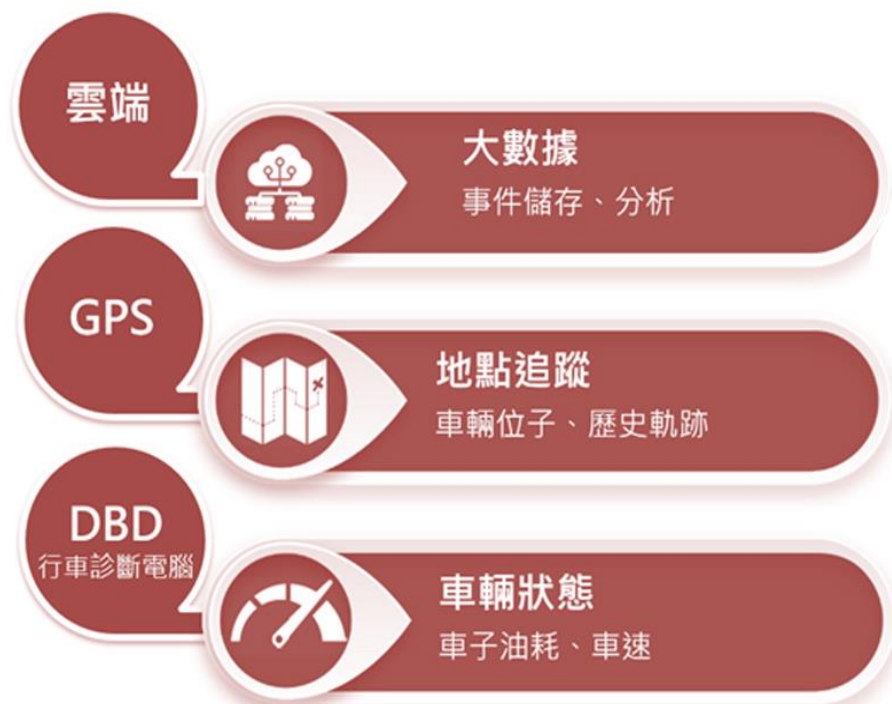 雲端
大數據
事件儲存、分析
GPS
地點追蹤
車輛位子、歷史軌跡
DBD
行車診斷電腦
車輛狀態
車子油耗、車速